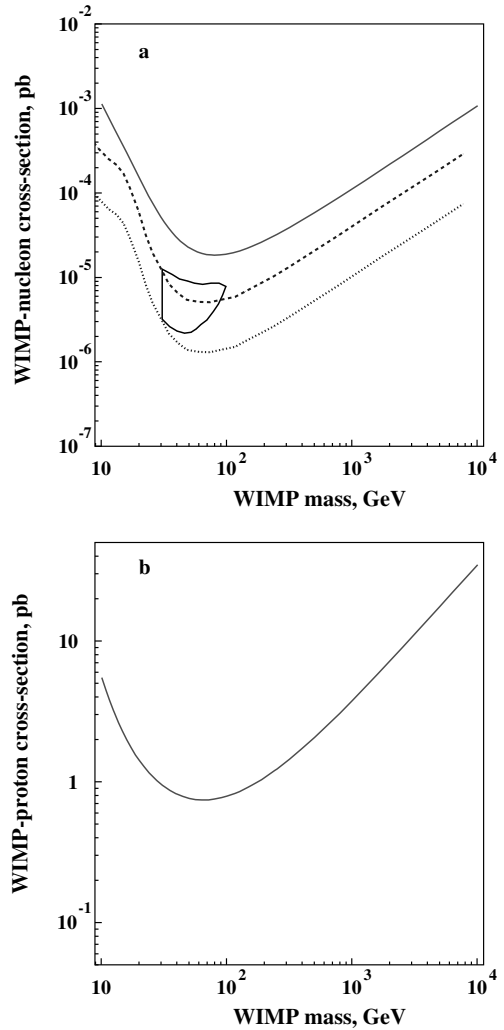 a
WIMP-nucleon cross-section, pb
10^-2
10^-3
10^-4
10^-5
10^-6
10^-7
10 10^2 10^3 10^4
WIMP mass, GeV
b
WIMP-proton cross-section, pb
10
1
10^-1
10 10^2 10^3 10^4
WIMP mass, GeV